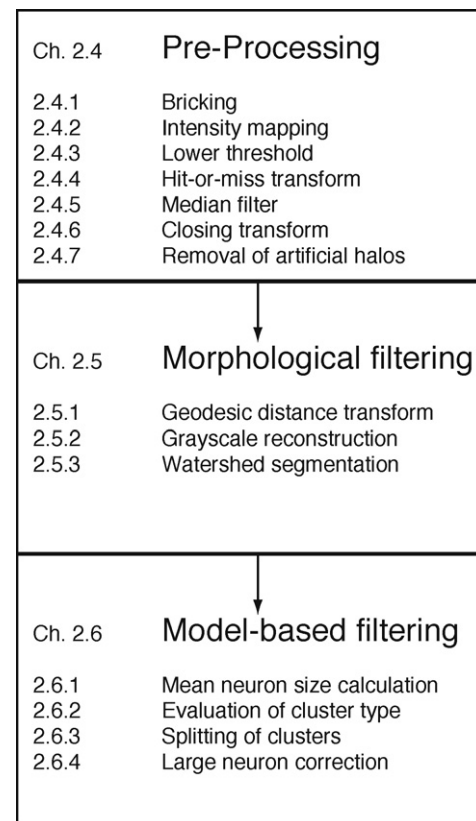 Ch. 2.4 Pre-Processing
2.4.1 Bricking
2.4.2 Intensity mapping
2.4.3 Lower threshold
2.4.4 Hit-or-miss transform
2.4.5 Median filter
2.4.6 Closing transform
2.4.7 Removal of artificial halos
Ch. 2.5 Morphological filtering
2.5.1 Geodesic distance transform
2.5.2 Grayscale reconstruction
2.5.3 Watershed segmentation
Ch. 2.6 Model-based filtering
2.6.1 Mean neuron size calculation
2.6.2 Evaluation of cluster type
2.6.3 Splitting of clusters
2.6.4 Large neuron correction